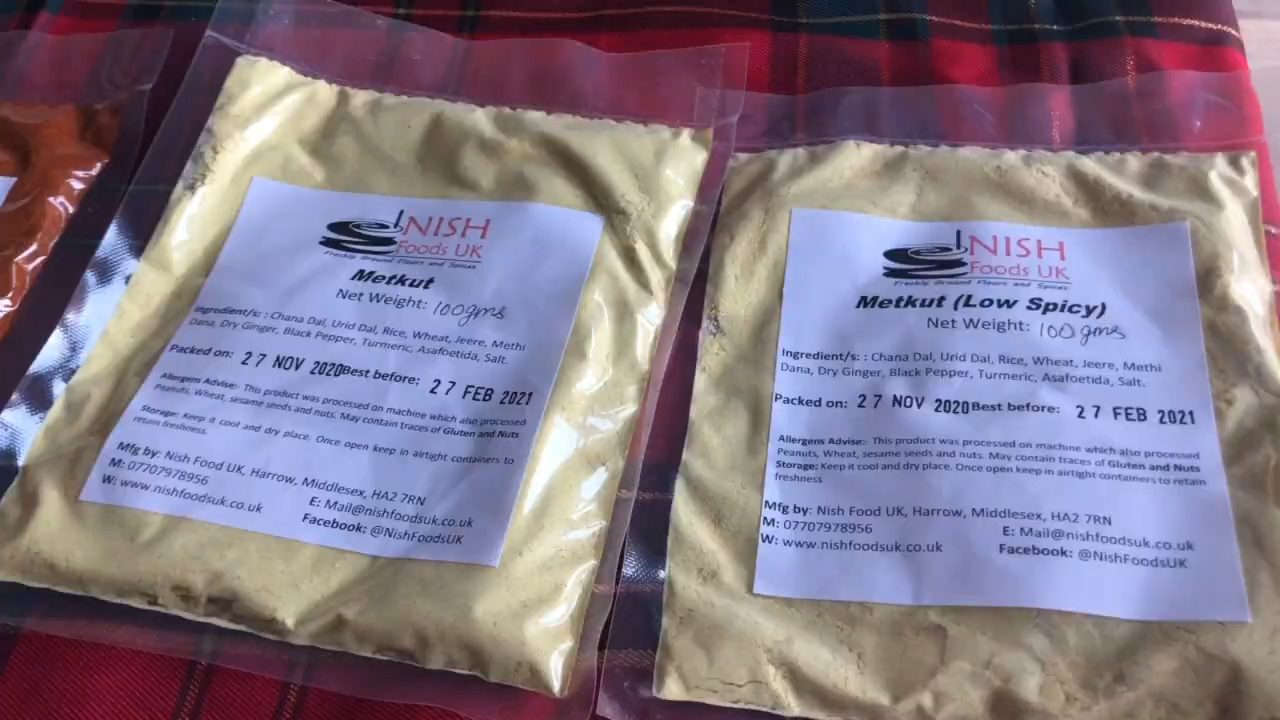 NISH
Foods UK
Freshly Ground Flours and Spices
Metkut
Net Weight: 100gms
Ingredient/s: : Chana Dal, Urid Dal, Rice, Wheat, Jeere, Methi
Dana, Dry Ginger, Black Pepper, Turmeric, Asafoetida, Salt.
Packed on: 27 NOV 2020 Best before: 27 FEB 2021
Allergens Advise:- This product was processed on machine which also processed
Peanuts, Wheat, sesame seeds and nuts. May contain traces of Gluten and Nuts
Storage: Keep it cool and dry place. Once open keep in airtight containers to
retain freshness.
Mfg by: Nish Food UK, Harrow, Middlesex, HA2 7RN
M: 07707978956 E: Mail@nishfoodsuk.co.uk
W: www.nishfoodsuk.co.uk Facebook: @NishFoodsUK
NISH
Foods UK
Freshly Ground Flours and Spices
Metkut (Low Spicy)
Net Weight: 100gms
Ingredient/s: : Chana Dal, Urid Dal, Rice, Wheat, Jeere, Methi
Dana, Dry Ginger, Black Pepper, Turmeric, Asafoetida, Salt.
Packed on: 27 NOV 2020 Best before: 27 FEB 2021
Allergens Advise:- This product was processed on machine which also processed
Peanuts, Wheat, sesame seeds and nuts. May contain traces of Gluten and Nuts
Storage: Keep it cool and dry place. Once open keep in airtight containers to retain
freshness
Mfg by: Nish Food UK, Harrow, Middlesex, HA2 7RN
M: 07707978956 E: Mail@nishfoodsuk.co.uk
W: www.nishfoodsuk.co.uk Facebook: @NishFoodsUK